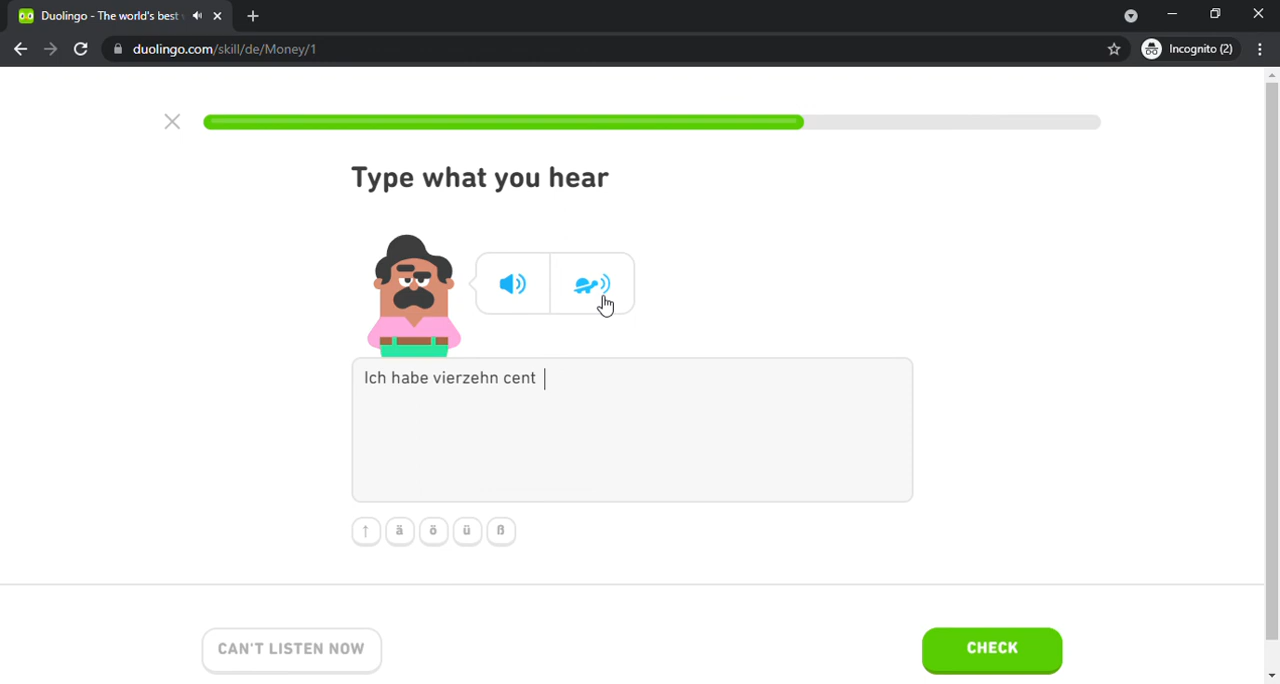 Duolingo - The world's best
duolingo.com/skill/de/Money/1
Incognito (2)
Type what you hear
Ich habe vierzehn cent
↑ ä ö ü ß
CAN'T LISTEN NOW
CHECK